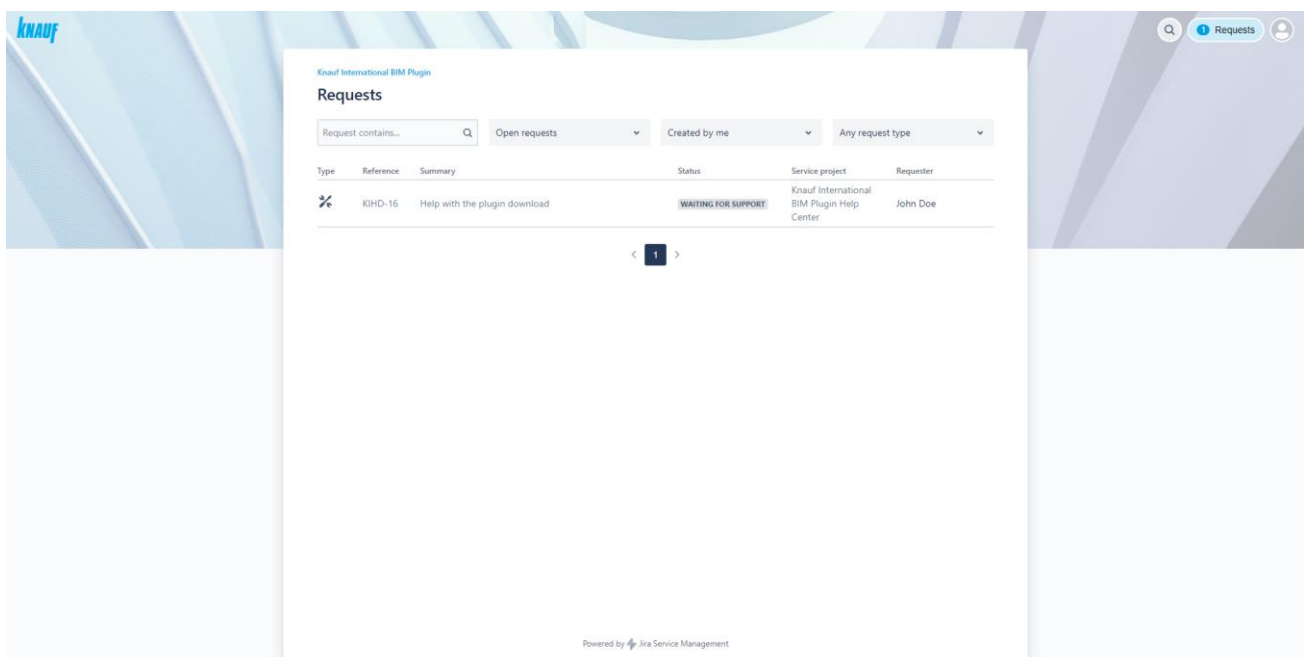 KNAUF
1 Requests
Knauf International BIM Plugin
Requests
Request contains...
Open requests
Created by me
Any request type
Type Reference Summary Status Service project Requester
KIHD-16 Help with the plugin download WAITING FOR SUPPORT Knauf International BIM Plugin Help Center John Doe
1
Powered by Jira Service Management